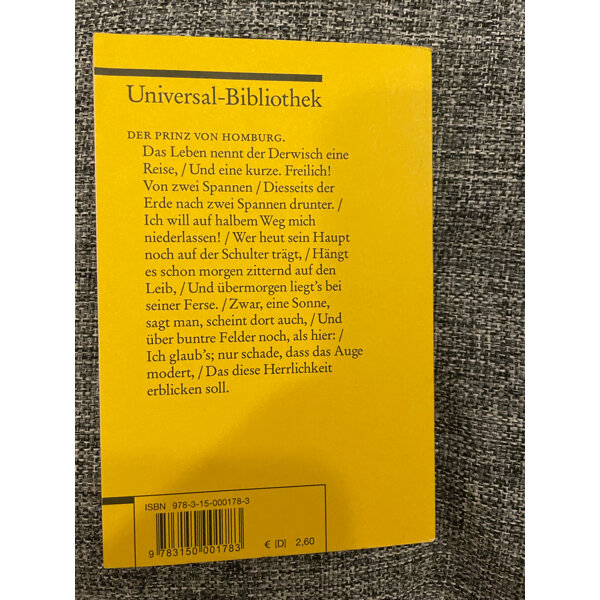 Universal-Bibliothek
DER PRINZ VON HOMBURG.
Das Leben nennt der Derwisch eine
Reise, / Und eine kurze. Freilich!
Von zwei Spannen / Diesseits der
Erde nach zwei Spannen drunter. /
Ich will auf halbem Weg mich
niederlassen! / Wer heut sein Haupt
noch auf der Schulter trägt, / Hängt
es schon morgen zitternd auf den
Leib, / Und übermorgen liegt's bei
seiner Ferse. / Zwar, eine Sonne,
sagt man, scheint dort auch, / Und
über buntre Felder noch, als hier: /
Ich glaub's; nur schade, dass das Auge
modert, / Das diese Herrlichkeit
erblicken soll.
ISBN 978-3-15-000178-3
9 783150 001783
€ [D] 2,60